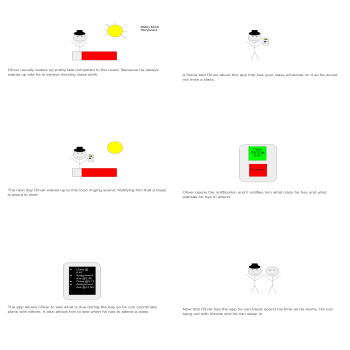 Bobby Mock
Storyboard
Oliver usually wakes up pretty late compared to the usual. Because he always
wakes up late he is always missing class work.
A friend told Oliver about this app that has your class schedule on it so he would
not miss a class.
The next day Oliver wakes up to this loud ringing sound. Notifying him that a class
is about to start.
Oliver opens the notification and it notifies him what class he has and what
website he has to attend.
The app allows Oliver to see what is due during the day so he can coordinate
plans with others. It also allows him to see when he has to attend a class.
Now that Oliver has the app he can freely spend his time as he wants. He can
hang out with friends and he can sleep in